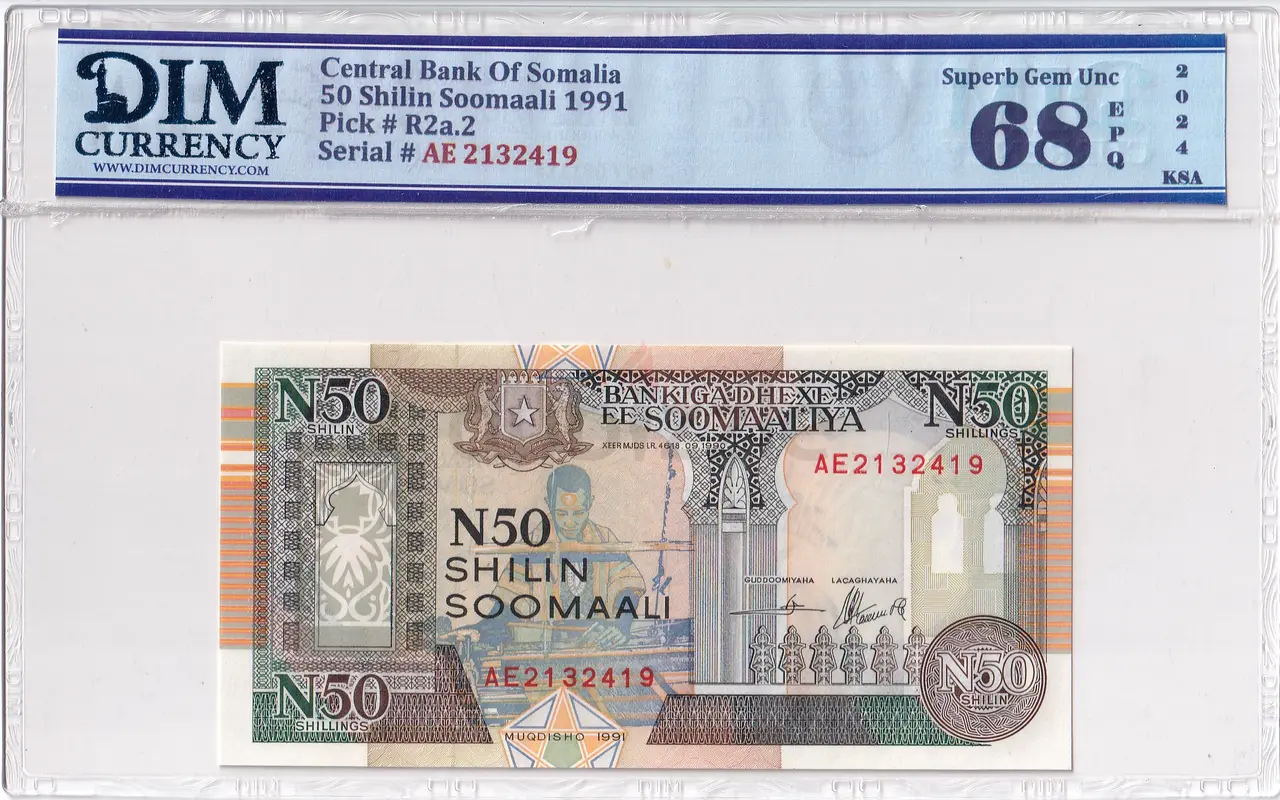 DIM
CURRENCY
WWW.DIMCURRENCY.COM
Central Bank Of Somalia
50 Shilin Soomaali 1991
Pick # R2a.2
Serial # AE 2132419
Superb Gem Unc
68
EPQ
2024
KSA
N50
SHILIN
BANKIGA DHEXE
EE SOOMAALIYA
XEER MJDS LR. 46 18.09.1990
N50
SHILLINGS
AE2132419
N50
SHILIN
SOOMAALI
GUDDOOMIYAHA LACAGHAYAHA
AE2132419
N50
SHILLINGS
MUQDISHO 1991
N50
SHILIN